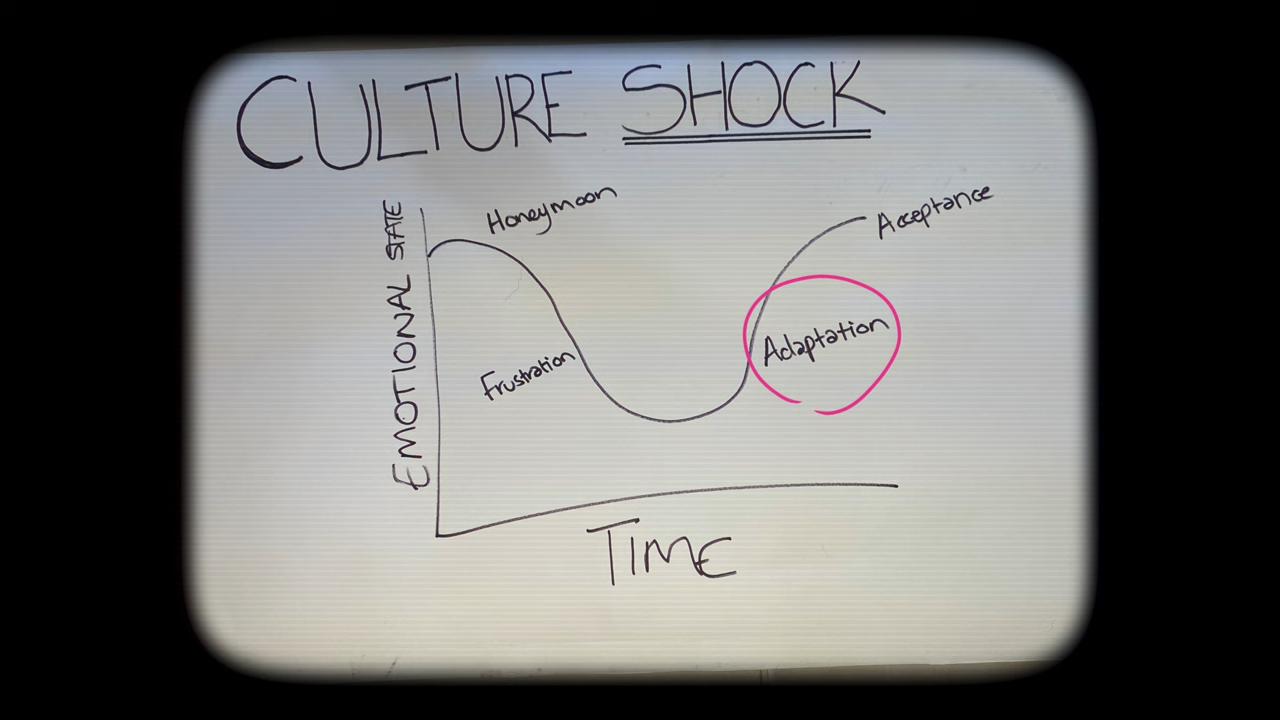 CULTURE SHOCK
EMOTIONAL STATE
Honeymoon
Acceptance
Frustration
Adaptation
TIME